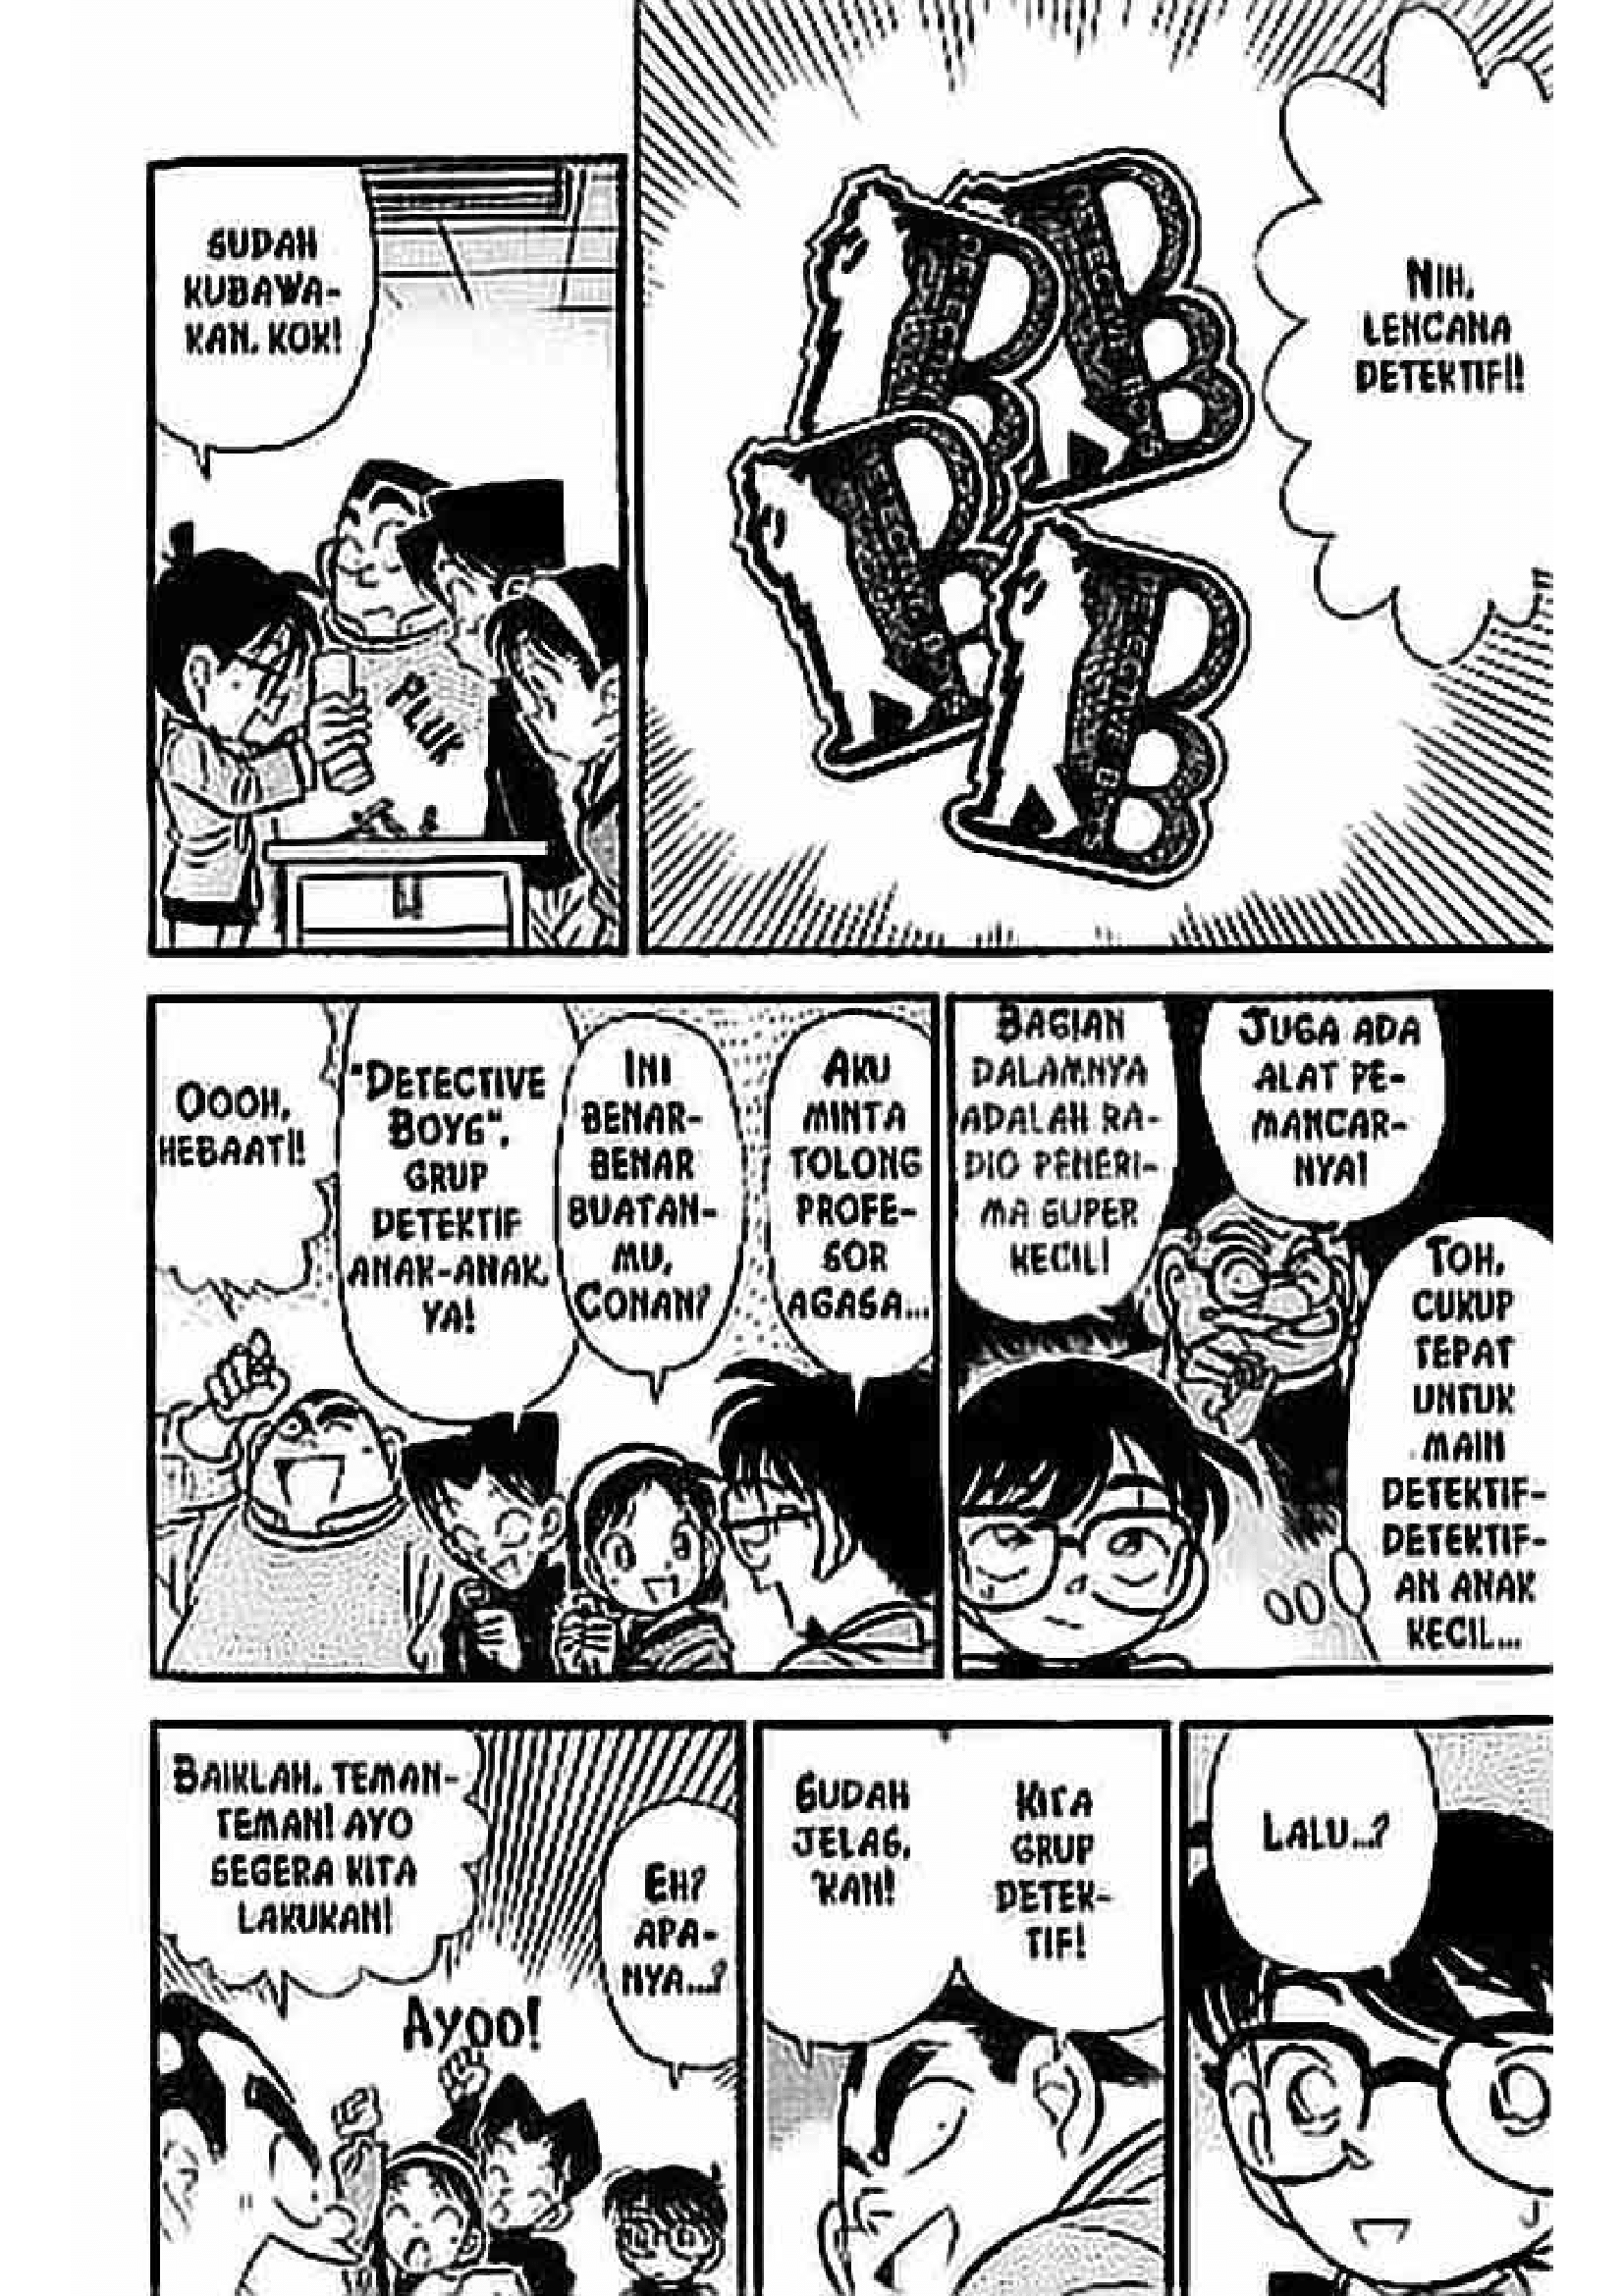 NIH,
LENCANA
DETEKTIF!!
SUDAH
KUBAWA-
KAN, KOK!
PLUK
JUGA ADA
ALAT PE-
MANCAR-
NYA!
BAGIAN
DALAMNYA
ADALAH RA-
DIO PENERI-
MA SUPER
KECIL!
TOH,
CUKUP
TEPAT
UNTUK
MAIN
DETEKTIF-
DETEKTIF-
AN ANAK
KECIL...
AKU
MINTA
TOLONG
PROFE-
SOR
AGASA...
INI
BENAR-
BENAR
BUATAN-
MU,
CONAN?
"DETECTIVE
BOYS",
GRUP
DETEKTIF
ANAK-ANAK,
YA!
OOOH,
HEBAAT!!
LALU...?
KITA
GRUP
DETEK-
TIF!
SUDAH
JELAS,
'KAN!
EH?
APA-
NYA...?
BAIKLAH, TEMAN-
TEMAN! AYO
SEGERA KITA
LAKUKAN!
AYOO!